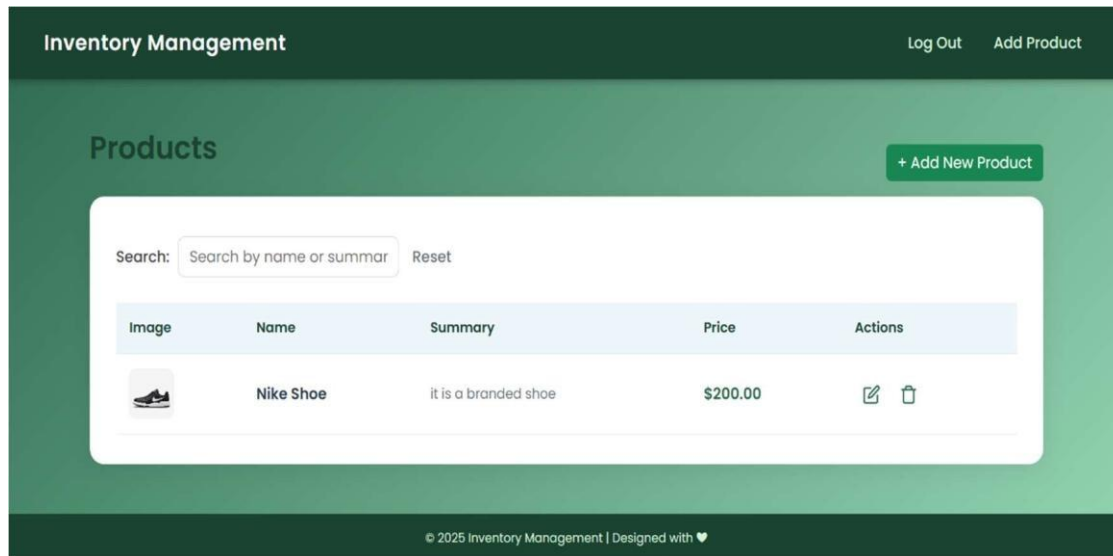 Inventory Management
Log Out Add Product
Products
+ Add New Product
Search: Search by name or summar Reset
Image Name Summary Price Actions
Nike Shoe it is a branded shoe $200.00
© 2025 Inventory Management | Designed with ♥